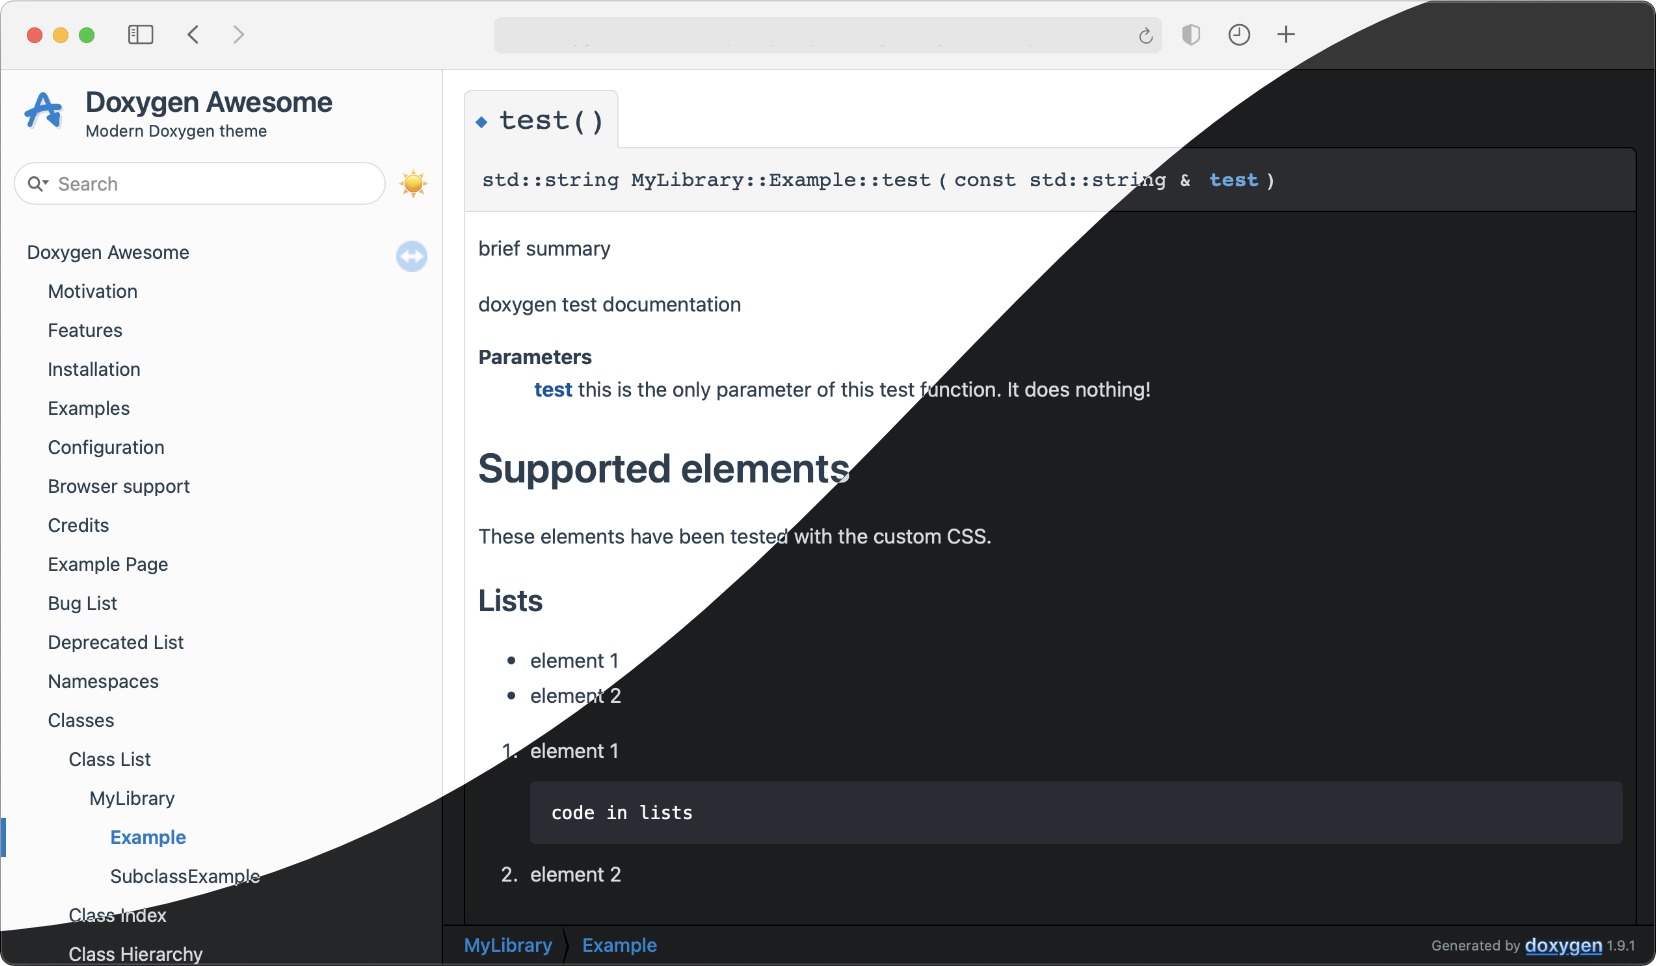 Doxygen Awesome
Modern Doxygen theme
Search
Doxygen Awesome
Motivation
Features
Installation
Examples
Configuration
Browser support
Credits
Example Page
Bug List
Deprecated List
Namespaces
Classes
Class List
MyLibrary
Example
SubclassExample
Class Index
Class Hierarchy
◆ test()
std::string MyLibrary::Example::test ( const std::string & test )
brief summary
doxygen test documentation
Parameters
test this is the only parameter of this test function. It does nothing!
Supported elements
These elements have been tested with the custom CSS.
Lists
• element 1
• element 2
1. element 1
code in lists
2. element 2
MyLibrary Example
Generated by doxygen 1.9.1